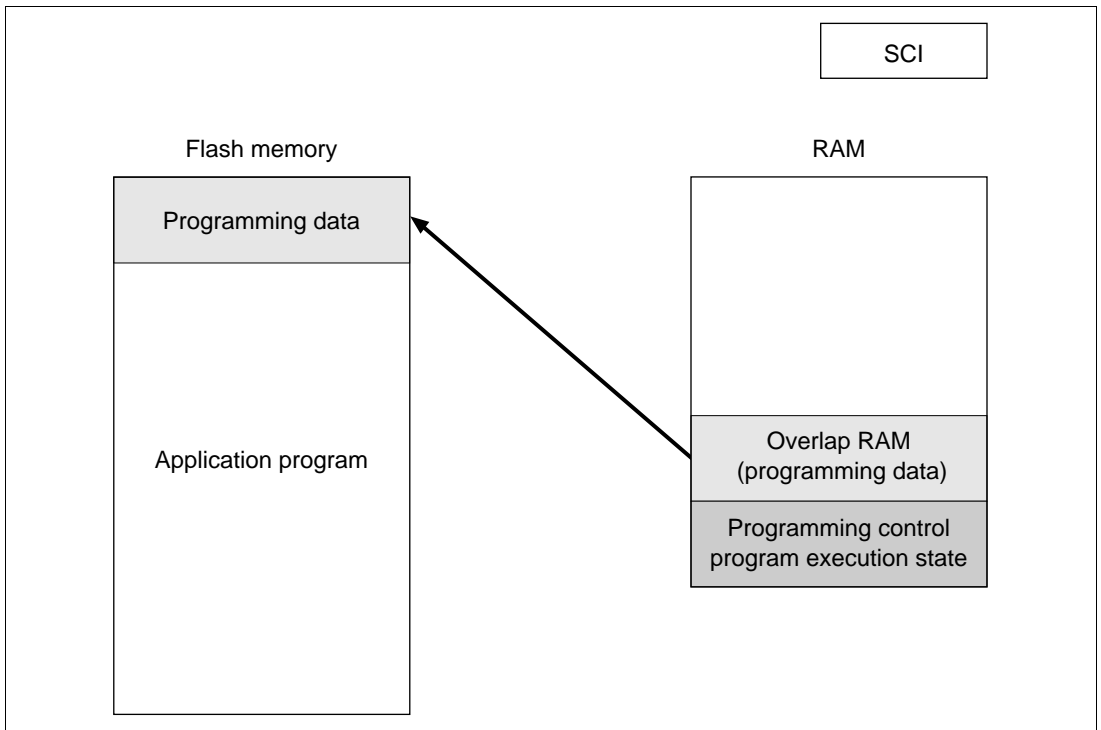 SCI
Flash memory
RAM
Programming data
Application program
Overlap RAM
(programming data)
Programming control
program execution state